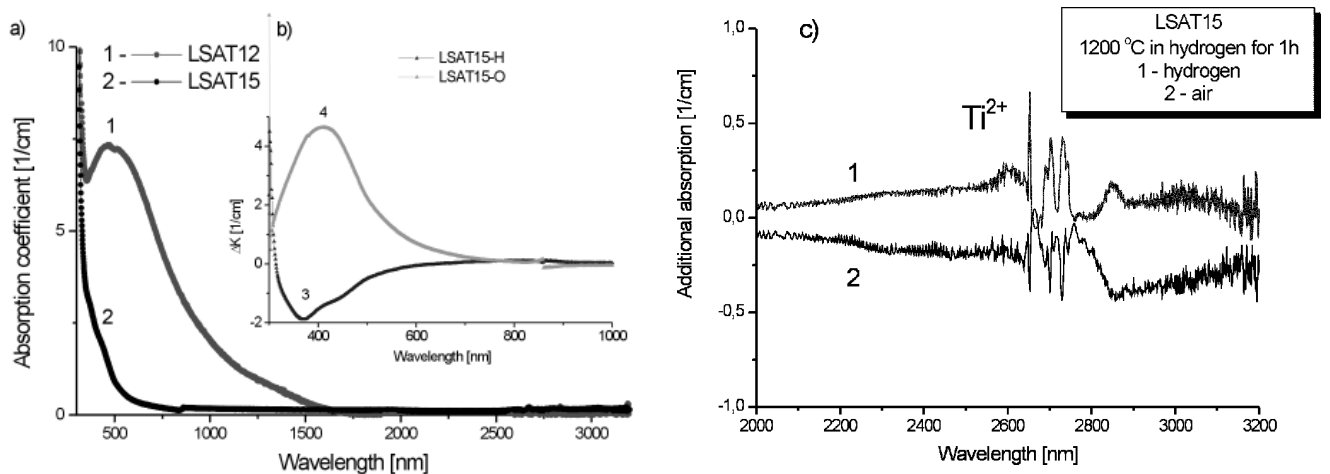 a)
10
5
0
Absorption coefficient [1/cm]
1 - LSAT12
2 - LSAT15
1
2
500 1000 1500 2000 2500 3000
Wavelength [nm]
b)
LSAT15-H
LSAT15-O
4
2
0
-2
ΔK [1/cm]
4
3
400 600 800 1000
Wavelength [nm]
c)
1,0
0,5
0,0
-0,5
-1,0
Additional absorption [1/cm]
LSAT15
1200 °C in hydrogen for 1h
1 - hydrogen
2 - air
Ti²⁺
1
2
2000 2200 2400 2600 2800 3000 3200
Wavelength [nm]